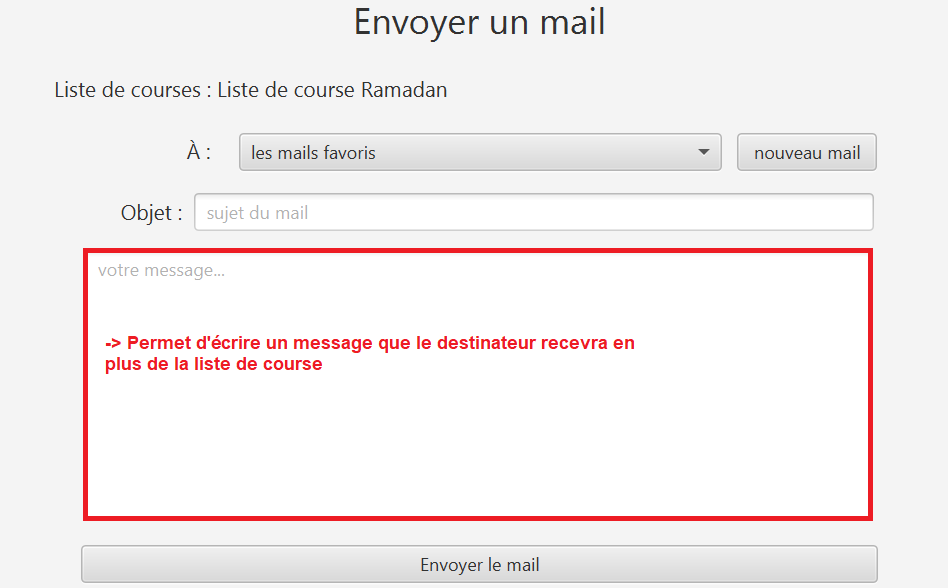 Envoyer un mail
Liste de courses : Liste de course Ramadan
À : les mails favoris nouveau mail
Objet : sujet du mail
votre message...
-> Permet d'écrire un message que le destinateur recevra en
plus de la liste de course
Envoyer le mail